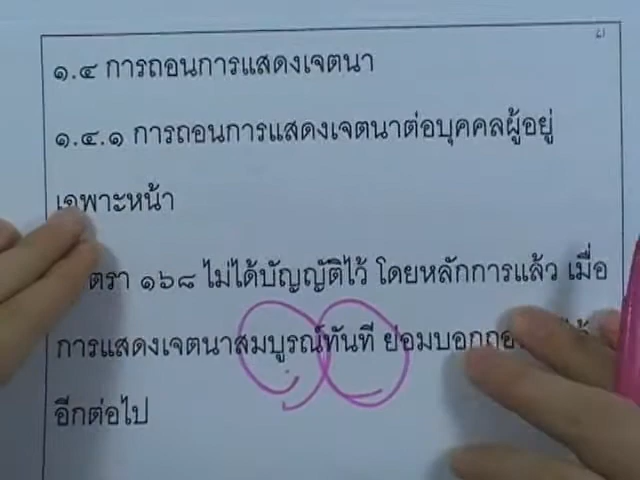 ๑.๔ การถอนการแสดงเจตนา
๑.๔.๑ การถอนการแสดงเจตนาต่อบุคคลผู้อยู่
เฉพาะหน้า
ตรา ๑๖๘ ไม่ได้บัญญัติไว้ โดยหลักการแล้ว เมื่อ
การแสดงเจตนาสมบูรณ์ทันที ย่อมบอกถอ
อีกต่อไป